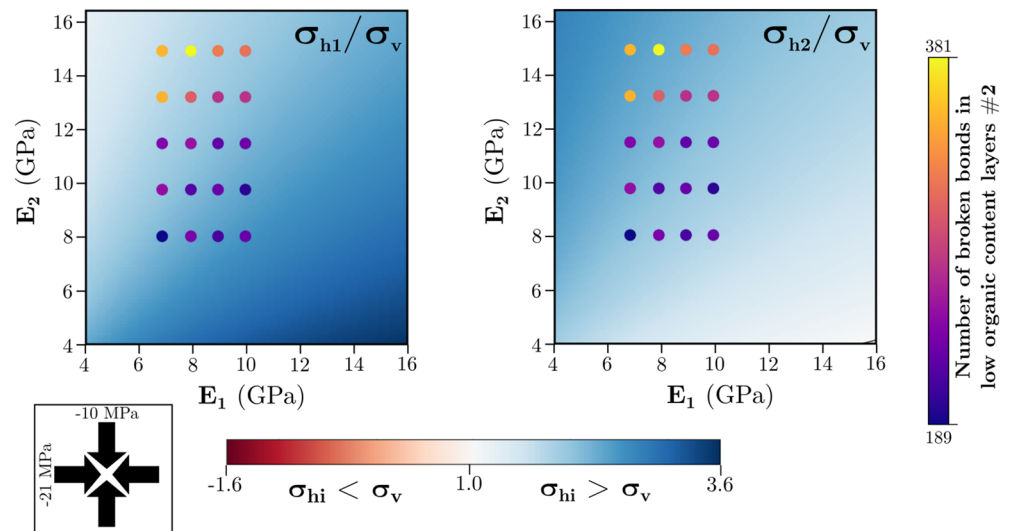 σh1/σv
16
14
12
10
8
6
4
E2 (GPa)
4
6
8
10
12
14
16
E1 (GPa)
σh2/σv
16
14
12
10
8
6
4
E2 (GPa)
4
6
8
10
12
14
16
E1 (GPa)
381
Number of broken bonds in
low organic content layers #2
189
-10 MPa
-21 MPa
-1.6
1.0
3.6
σhi < σv
σhi > σv